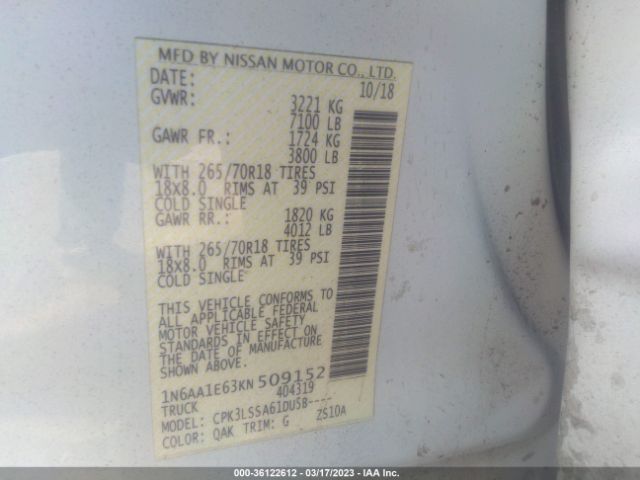 MFD BY NISSAN MOTOR CO., LTD.
DATE: 10/18
GVWR: 3221 KG
7100 LB
GAWR FR.: 1724 KG
3800 LB
WITH 265/70R18 TIRES
18x8.0 RIMS AT 39 PSI
COLD SINGLE
GAWR RR.: 1820 KG
4012 LB
WITH 265/70R18 TIRES
18x8.0 RIMS AT 39 PSI
COLD SINGLE
THIS VEHICLE CONFORMS TO
ALL APPLICABLE FEDERAL
MOTOR VEHICLE SAFETY
STANDARDS IN EFFECT ON
THE DATE OF MANUFACTURE
SHOWN ABOVE.
1N6AA1E63KN 509152
TRUCK 404319
MODEL: CPK3LSSA61DU5B----
COLOR: QAK TRIM: G ZS10A
000-36122612 - 03/17/2023 - IAA Inc.